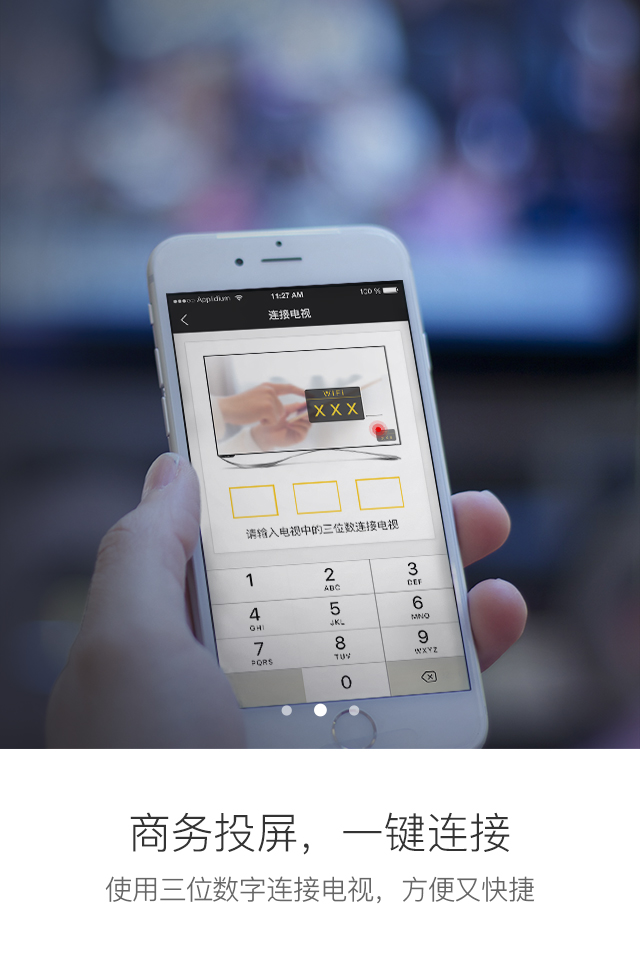 Applidium 11:27 AM 100 %
连接电视
WIFI
XXX
请输入电视中的三位数连接电视
1 2 3
ABC DEF
4 5 6
GHI JKL MNO
7 8 9
PQRS TUV WXYZ
0
商务投屏，一键连接
使用三位数字连接电视，方便又快捷